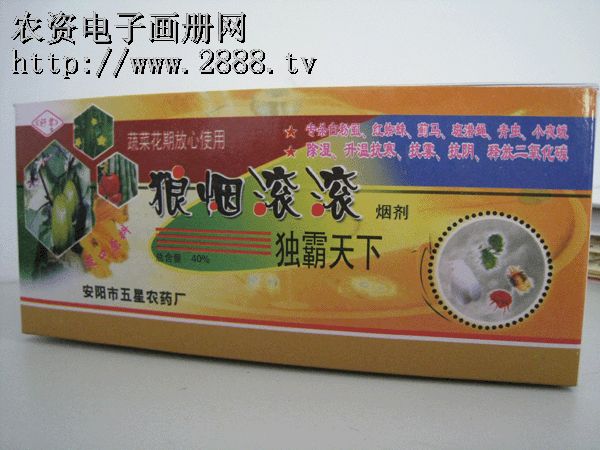 农资电子画册网
http://www.2888.tv
蔬菜花期放心使用
★ 专杀白粉虱、红蜘蛛、蓟马、斑潜蝇、青虫、小夜蛾
★ 除湿、升温抗寒、抗雾、抗阴、释放二氧化碳
狼烟滚滚
烟剂
总含量 40%
独霸天下
安阳市五星农药厂